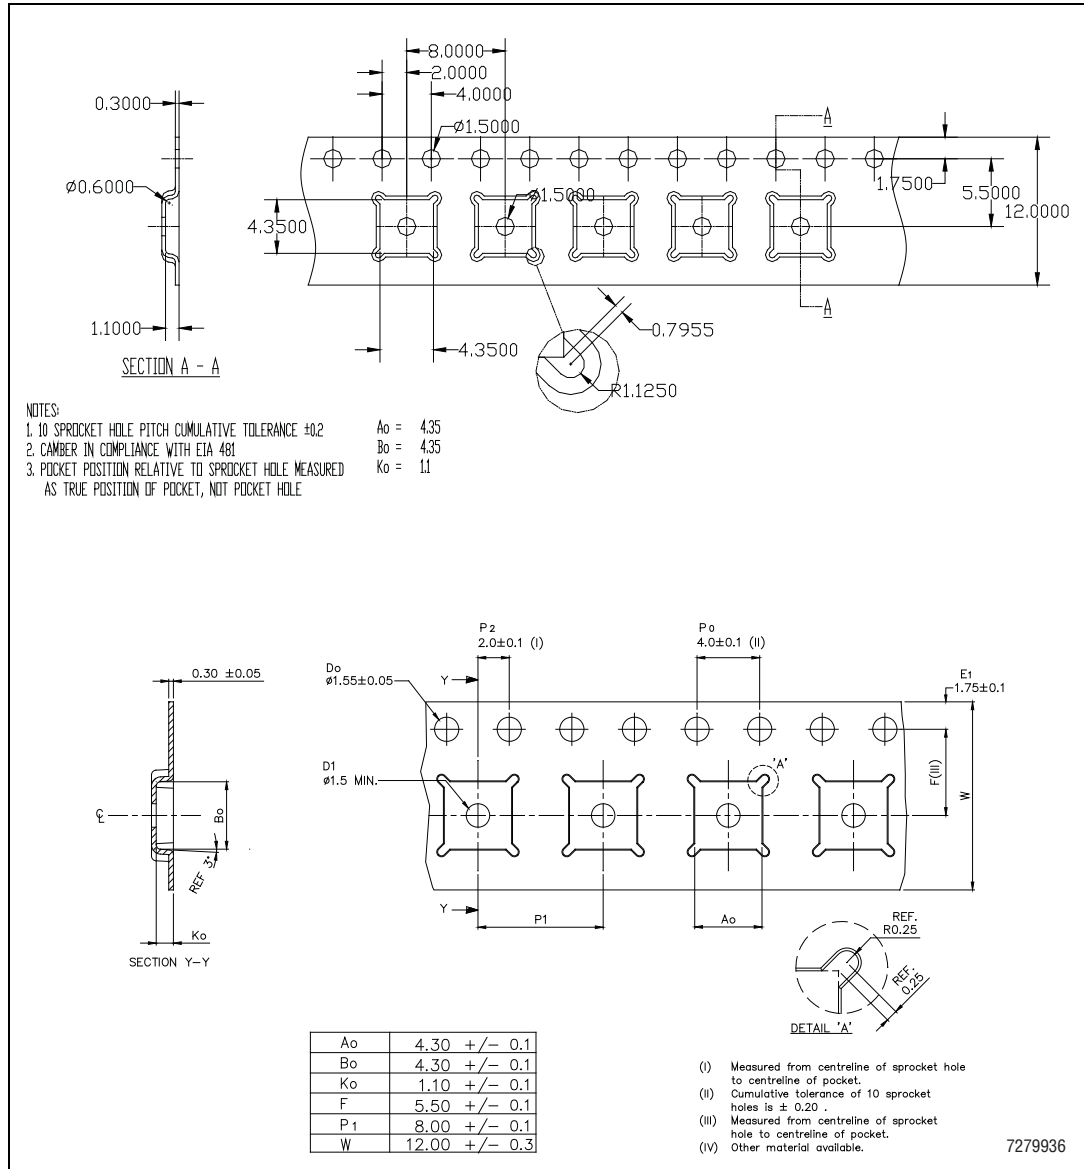 8.0000
2.0000
4.0000
0.3000
Ø1.5000
A
Ø0.6000
Ø1.5000
1.7500
5.5000
12.0000
4.3500
1.1000
A
0.7955
4.3500
SECTION A - A
R1.1250
NOTES:
1. 10 SPROCKET HOLE PITCH CUMULATIVE TOLERANCE ±0.2
2. CAMBER IN COMPLIANCE WITH EIA 481
3. POCKET POSITION RELATIVE TO SPROCKET HOLE MEASURED
AS TRUE POSITION OF POCKET, NOT POCKET HOLE
Ao = 4.35
Bo = 4.35
Ko = 1.1
P2
2.0±0.1 (I)
Po
4.0±0.1 (II)
0.30 ±0.05
Do
Ø1.55±0.05
Y
E1
1.75±0.1
D1
Ø1.5 MIN.
'A'
F(III)
W
℄
Bo
REF 3°
Y
P1
Ao
Ko
SECTION Y-Y
REF.
R0.25
REF.
0.25
DETAIL 'A'
Ao 4.30 +/- 0.1
Bo 4.30 +/- 0.1
Ko 1.10 +/- 0.1
F 5.50 +/- 0.1
P1 8.00 +/- 0.1
W 12.00 +/- 0.3
(I) Measured from centreline of sprocket hole
to centreline of pocket.
(II) Cumulative tolerance of 10 sprocket
holes is ± 0.20 .
(III) Measured from centreline of sprocket
hole to centreline of pocket.
(IV) Other material available.
7279936